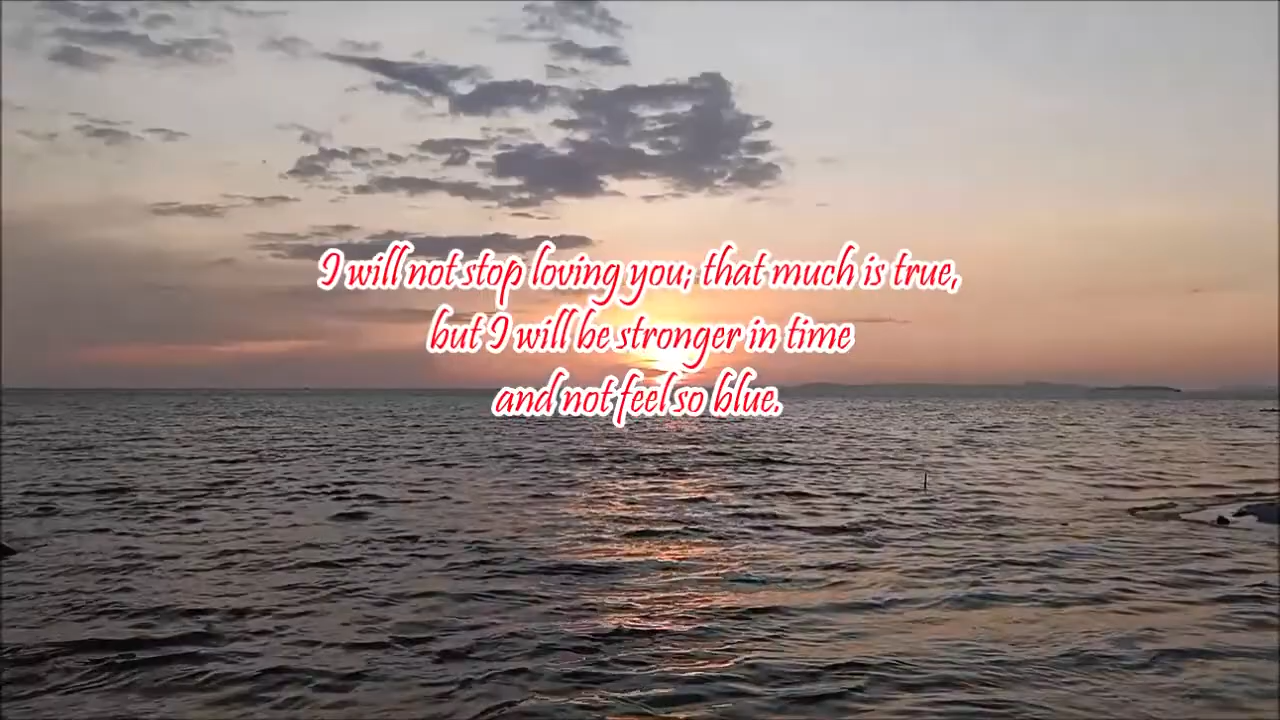 I will not stop loving you; that much is true,
but I will be stronger in time
and not feel so blue.